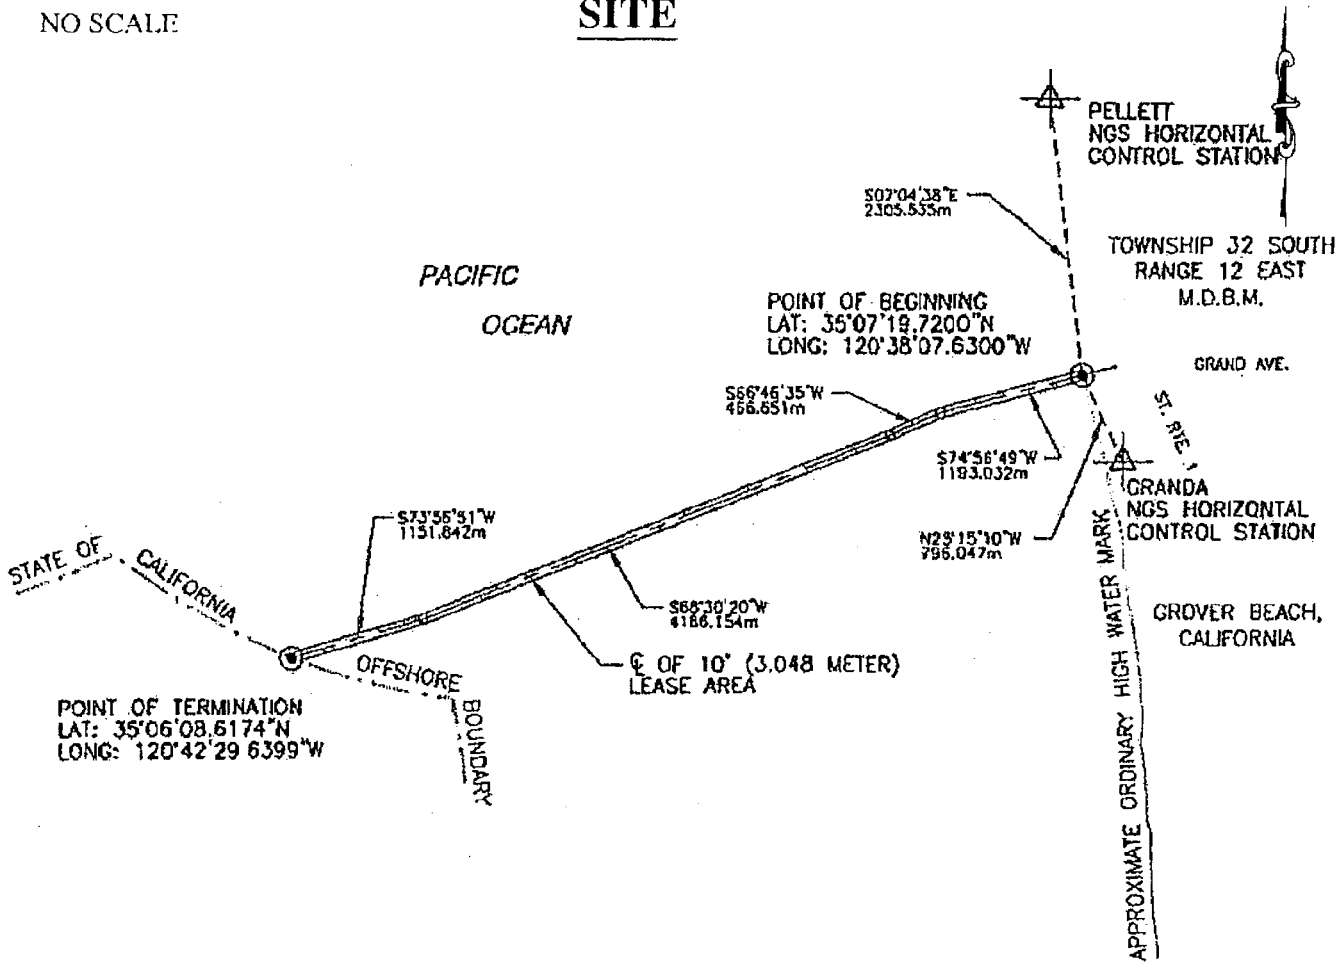 NO SCALE
SITE
PELLETT
NGS HORIZONTAL
CONTROL STATION
S07°04'38"E
2305.535m
TOWNSHIP 32 SOUTH
RANGE 12 EAST
M.D.B.M.
PACIFIC
OCEAN
POINT OF BEGINNING
LAT: 35°07'19.7200"N
LONG: 120°38'07.6300"W
GRAND AVE.
ST. RTE 1
S66°46'35"W
466.651m
S74°56'49"W
1193.032m
GRANDA
NGS HORIZONTAL
CONTROL STATION
N25°15'10"W
796.047m
S73°56'51"W
1151.642m
STATE OF CALIFORNIA
OFFSHORE
BOUNDARY
S68°30'20"W
4186.154m
℄ OF 10' (3.048 METER)
LEASE AREA
GROVER BEACH,
CALIFORNIA
POINT OF TERMINATION
LAT: 35°06'08.6174"N
LONG: 120°42'29.6399"W
APPROXIMATE ORDINARY HIGH WATER MARK